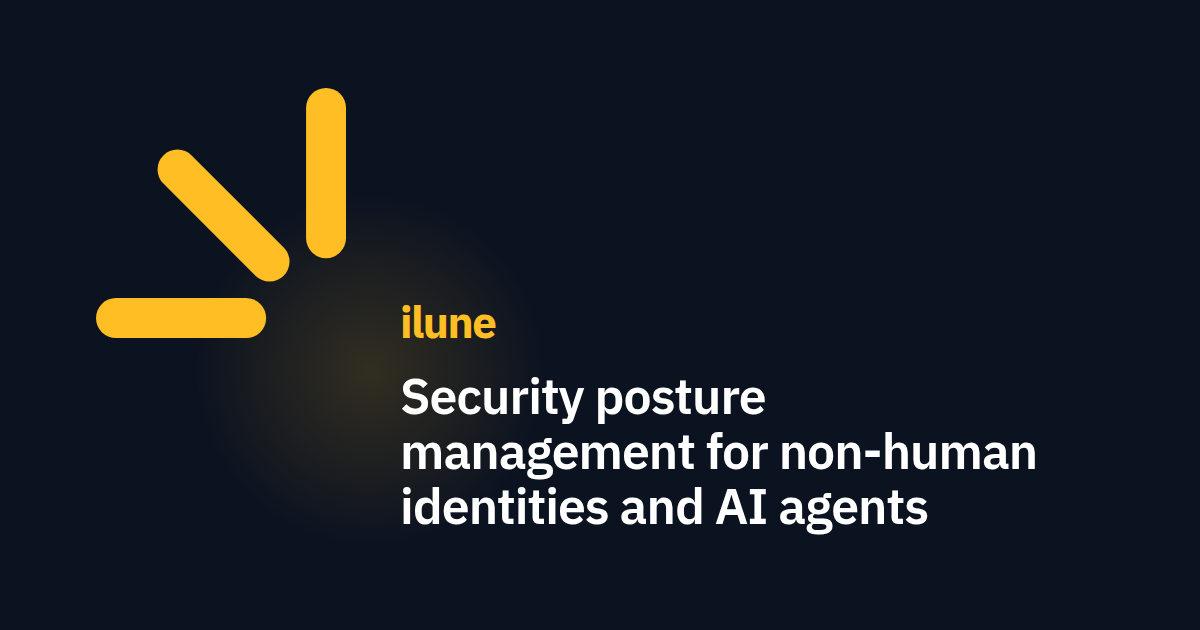 ilune
Security posture
management for non-human
identities and AI agents